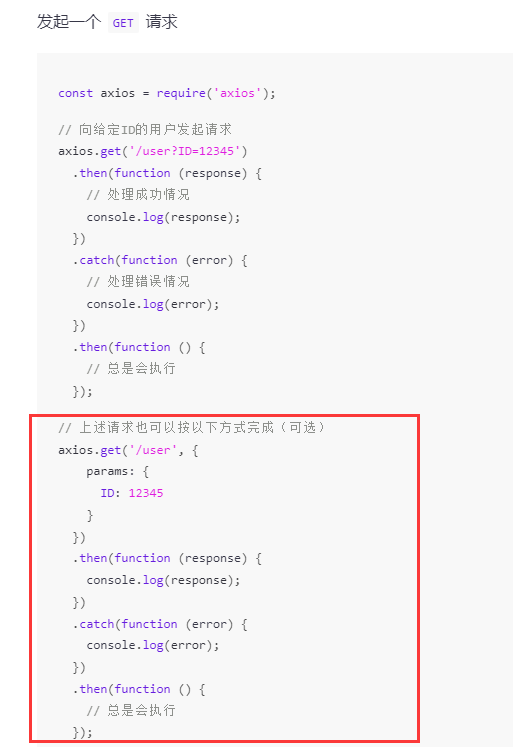 发起一个 GET 请求
const axios = require('axios');
// 向给定ID的用户发起请求
axios.get('/user?ID=12345')
  .then(function (response) {
    // 处理成功情况
    console.log(response);
  })
  .catch(function (error) {
    // 处理错误情况
    console.log(error);
  })
  .then(function () {
    // 总是会执行
  });
// 上述请求也可以按以下方式完成（可选）
axios.get('/user', {
    params: {
      ID: 12345
    }
  })
  .then(function (response) {
    console.log(response);
  })
  .catch(function (error) {
    console.log(error);
  })
  .then(function () {
    // 总是会执行
  });